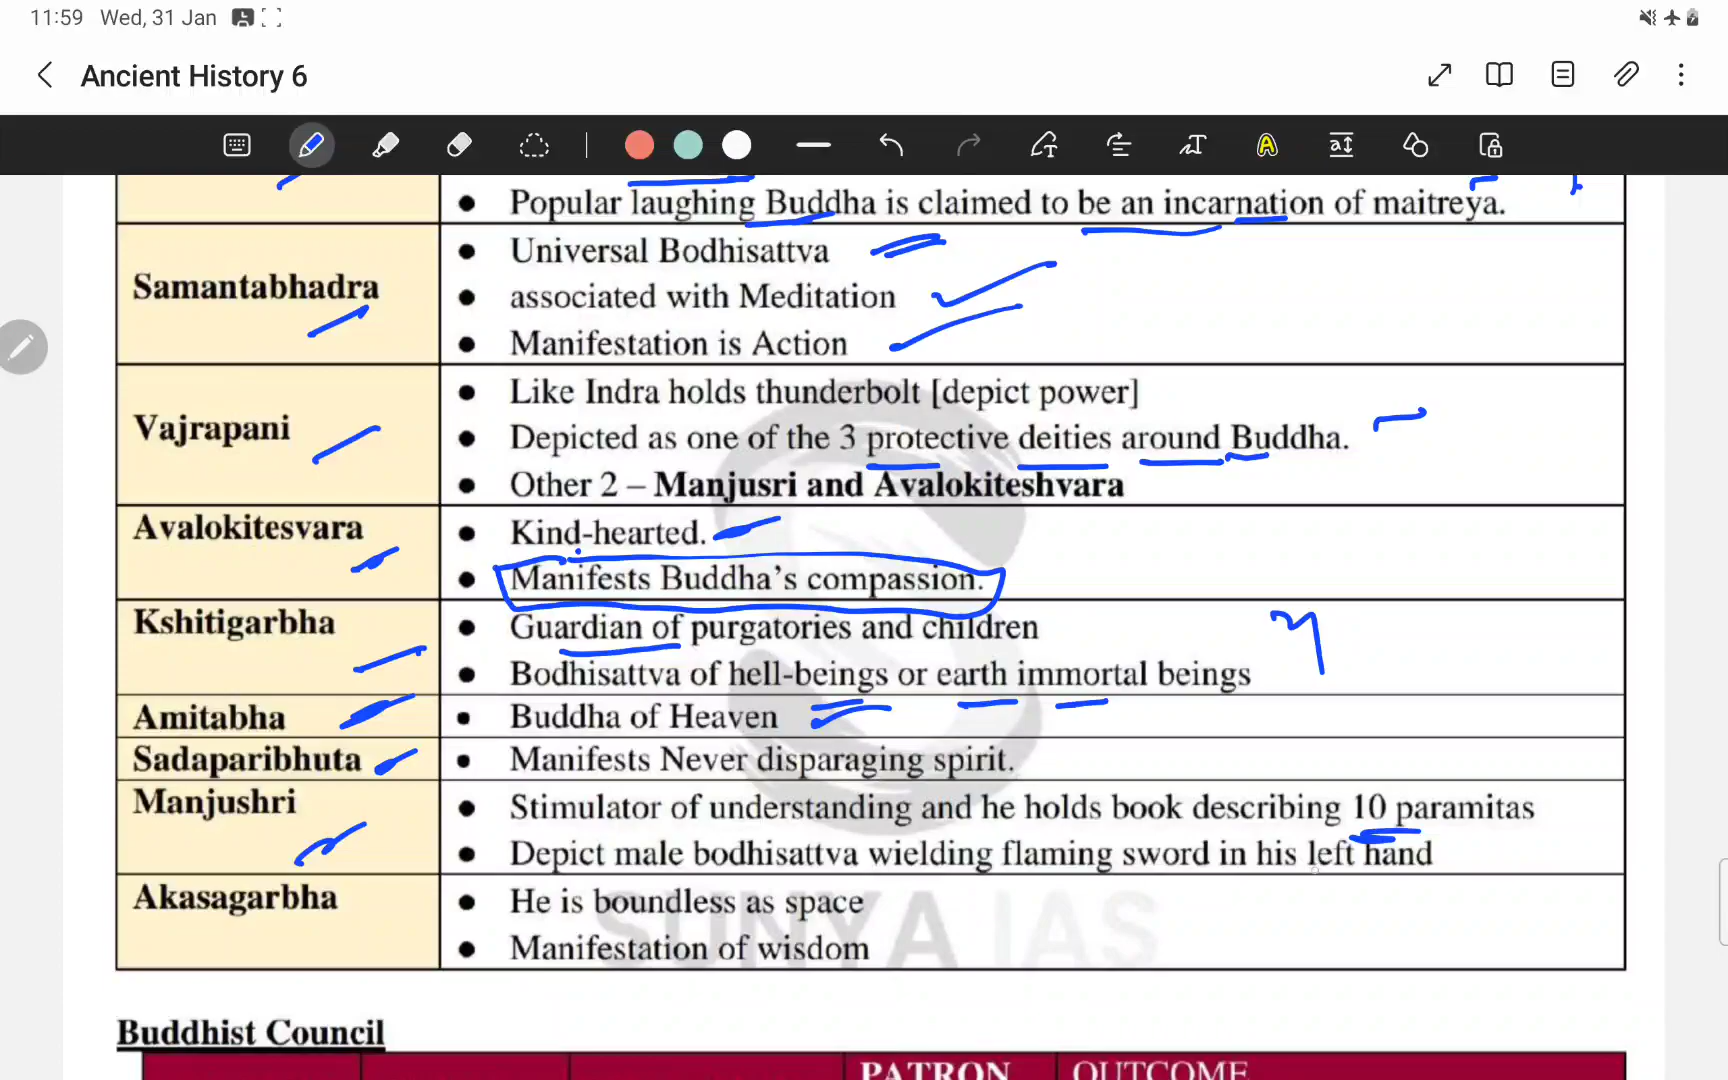 11:59 Wed, 31 Jan
Ancient History 6
● Popular laughing Buddha is claimed to be an incarnation of maitreya.
Samantabhadra
● Universal Bodhisattva
● associated with Meditation
● Manifestation is Action
Vajrapani
● Like Indra holds thunderbolt [depict power]
● Depicted as one of the 3 protective deities around Buddha.
● Other 2 – Manjusri and Avalokiteshvara
Avalokitesvara
● Kind-hearted.
● Manifests Buddha's compassion.
Kshitigarbha
● Guardian of purgatories and children
● Bodhisattva of hell-beings or earth immortal beings
Amitabha
● Buddha of Heaven
Sadaparibhuta
● Manifests Never disparaging spirit.
Manjushri
● Stimulator of understanding and he holds book describing 10 paramitas
● Depict male bodhisattva wielding flaming sword in his left hand
Akasagarbha
● He is boundless as space
● Manifestation of wisdom
SUNYA IAS
Buddhist Council
PATRON OUTCOME